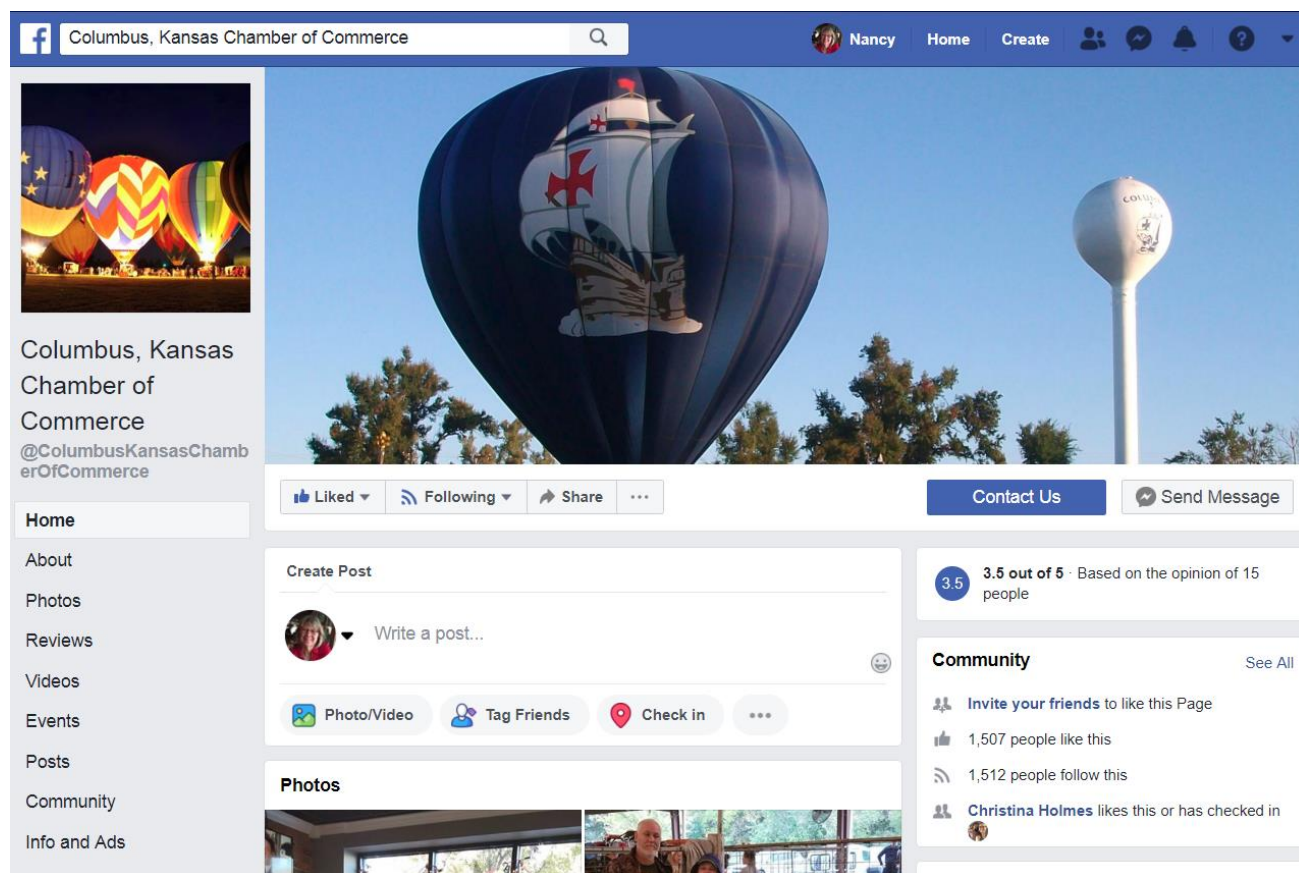 f
Columbus, Kansas Chamber of Commerce
Nancy
Home
Create
?
Columbus, Kansas
Chamber of
Commerce
@ColumbusKansasChamb
erOfCommerce
Home
About
Photos
Reviews
Videos
Events
Posts
Community
Info and Ads
Liked
Following
Share
...
Contact Us
Send Message
Create Post
Write a post...
Photo/Video
Tag Friends
Check in
...
Photos
3.5
3.5 out of 5 · Based on the opinion of 15
people
Community
See All
Invite your friends to like this Page
1,507 people like this
1,512 people follow this
Christina Holmes likes this or has checked in